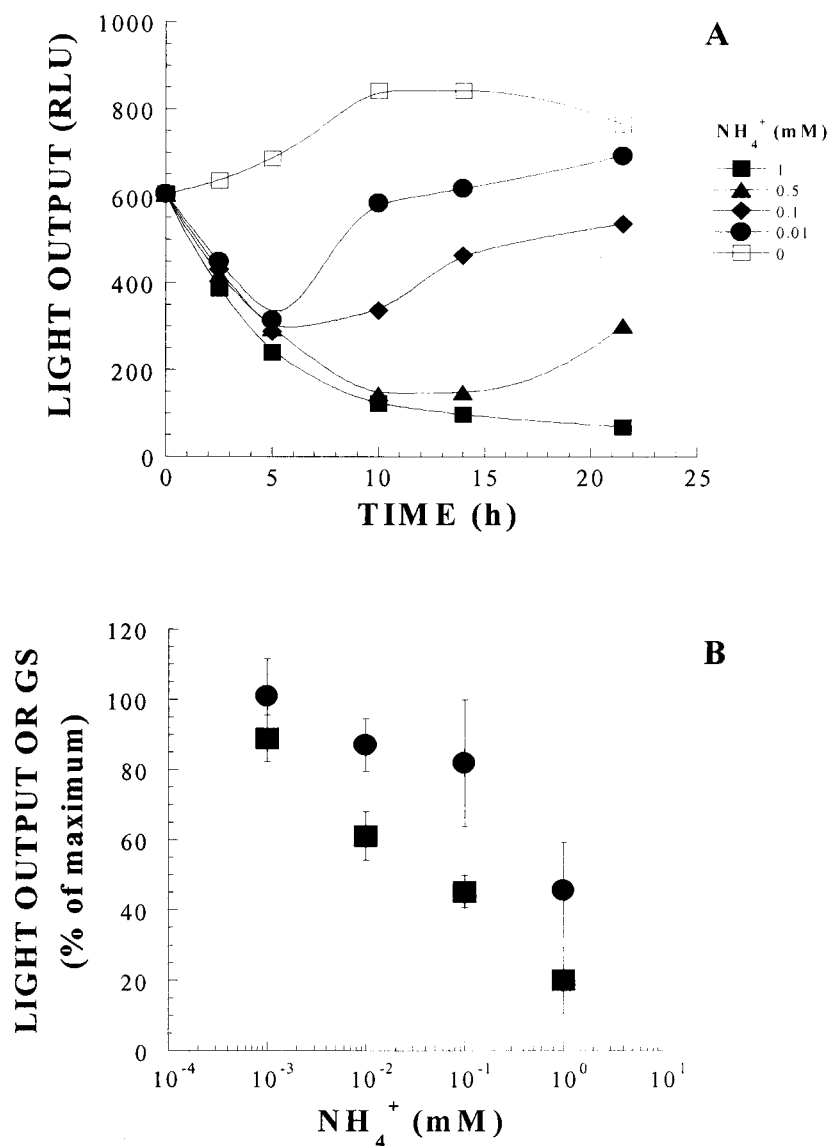 A
1000
800
600
400
200
0
LIGHT OUTPUT (RLU)
0 5 10 15 20 25
TIME (h)
NH4+ (mM)
1
0.5
0.1
0.01
0
B
120
100
80
60
40
20
0
LIGHT OUTPUT OR GS
(% of maximum)
10-4 10-3 10-2 10-1 100 101
NH4+ (mM)